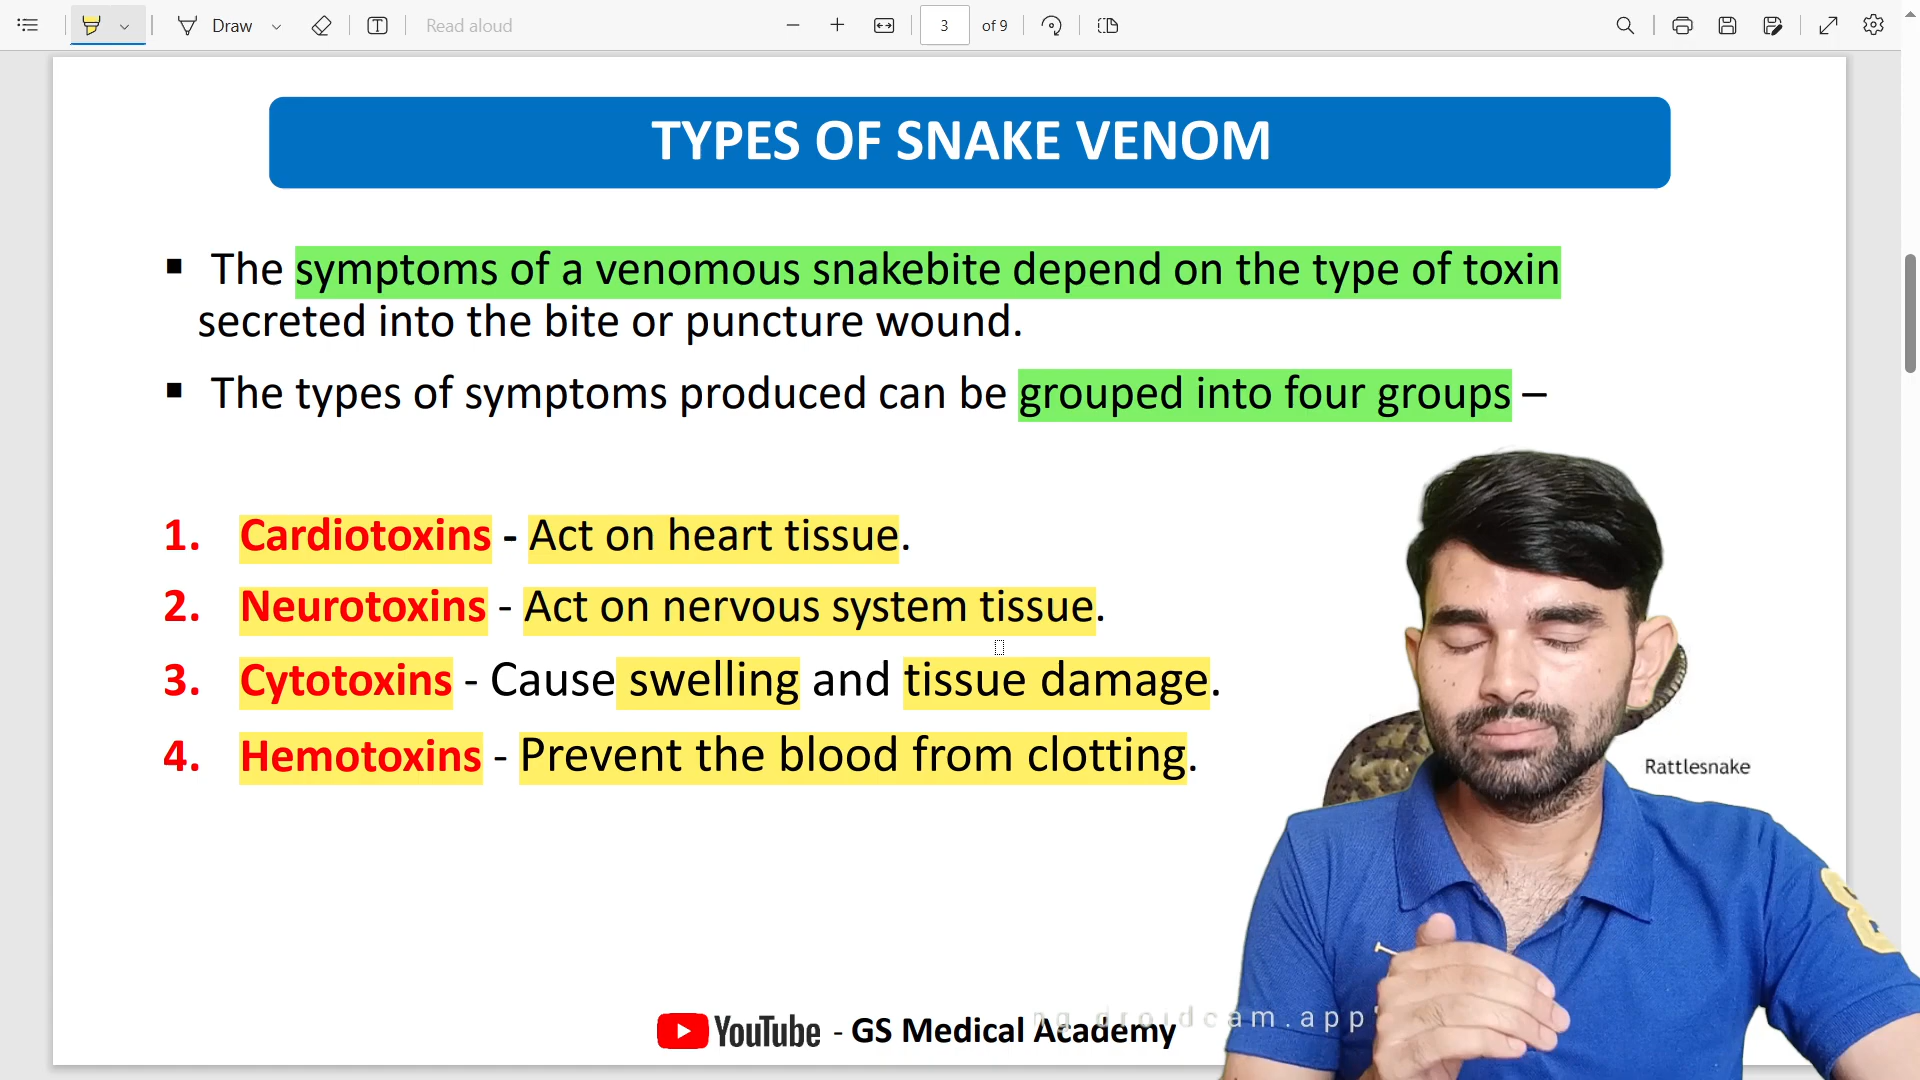 Draw
Read aloud
3
of 9
TYPES OF SNAKE VENOM
▪ The symptoms of a venomous snakebite depend on the type of toxin
secreted into the bite or puncture wound.
▪ The types of symptoms produced can be grouped into four groups –
1. Cardiotoxins - Act on heart tissue.
2. Neurotoxins - Act on nervous system tissue.
3. Cytotoxins - Cause swelling and tissue damage.
4. Hemotoxins - Prevent the blood from clotting.
Rattlesnake
YouTube - GS Medical Academy
droidcam.app
8